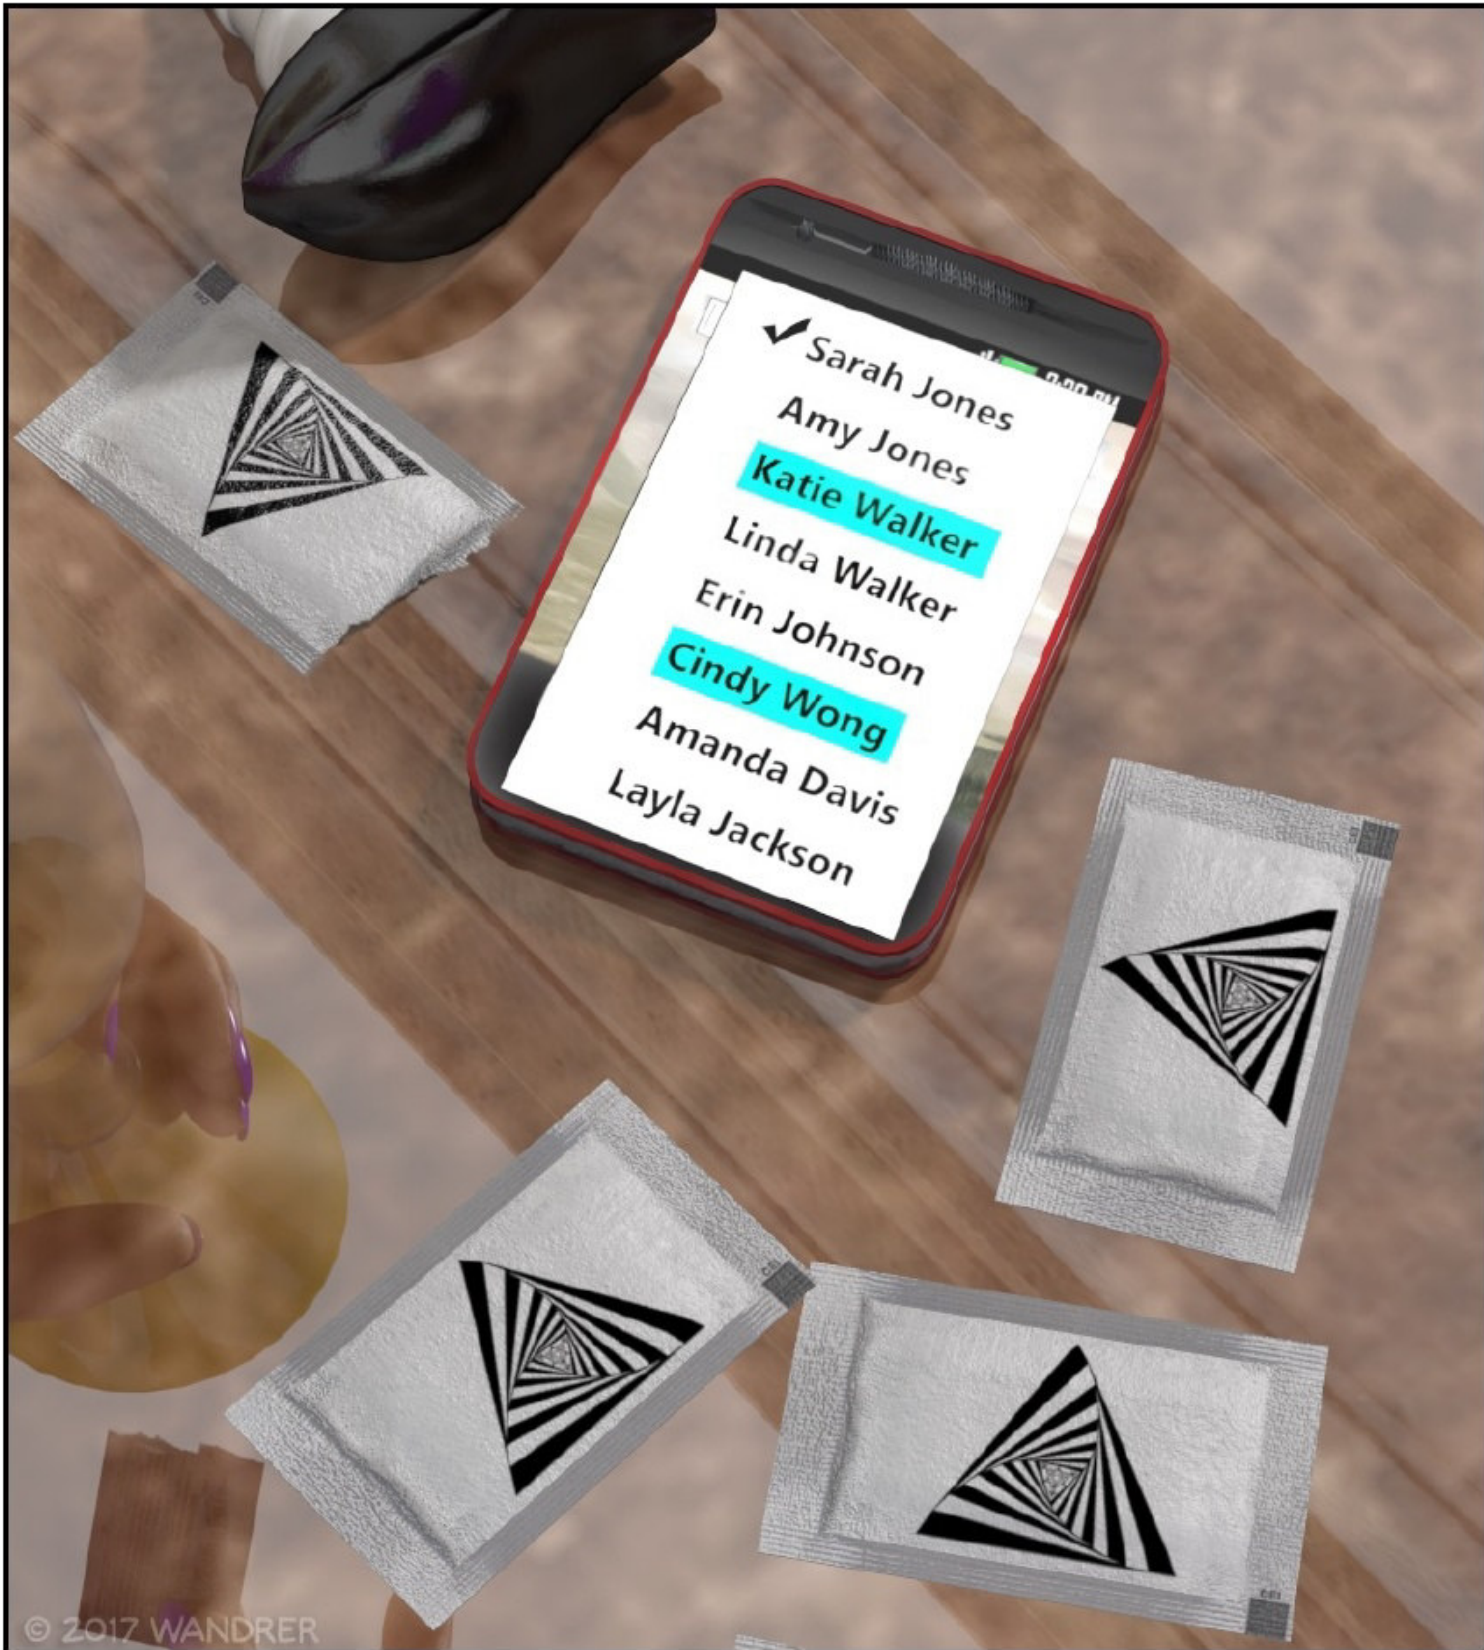 ✔ Sarah Jones
Amy Jones
Katie Walker
Linda Walker
Erin Johnson
Cindy Wong
Amanda Davis
Layla Jackson
© 2017 WANDRER